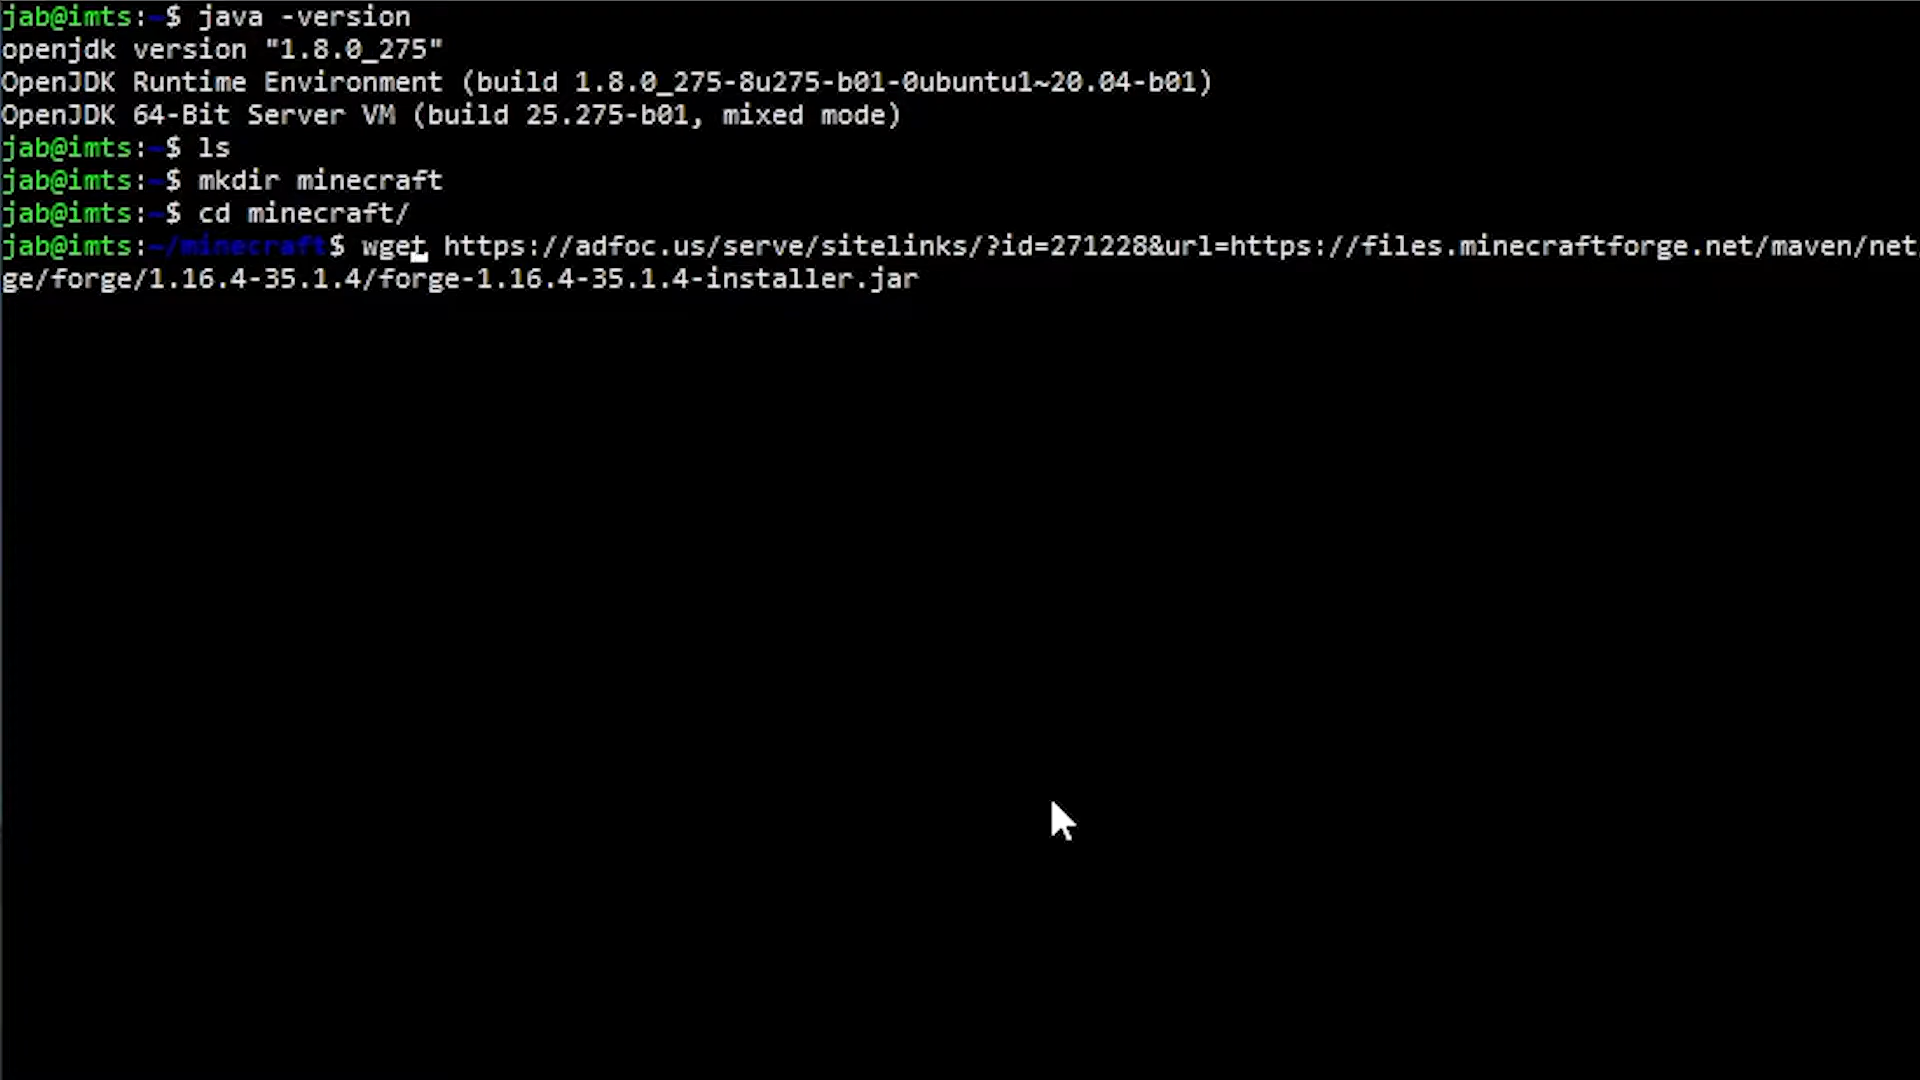 jab@imts:~$ java -version
openjdk version "1.8.0_275"
OpenJDK Runtime Environment (build 1.8.0_275-8u275-b01-0ubuntu1~20.04-b01)
OpenJDK 64-Bit Server VM (build 25.275-b01, mixed mode)
jab@imts:~$ ls
jab@imts:~$ mkdir minecraft
jab@imts:~$ cd minecraft/
jab@imts:~/minecraft$ wget https://adfoc.us/serve/sitelinks/?id=271228&url=https://files.minecraftforge.net/maven/net
ge/forge/1.16.4-35.1.4/forge-1.16.4-35.1.4-installer.jar